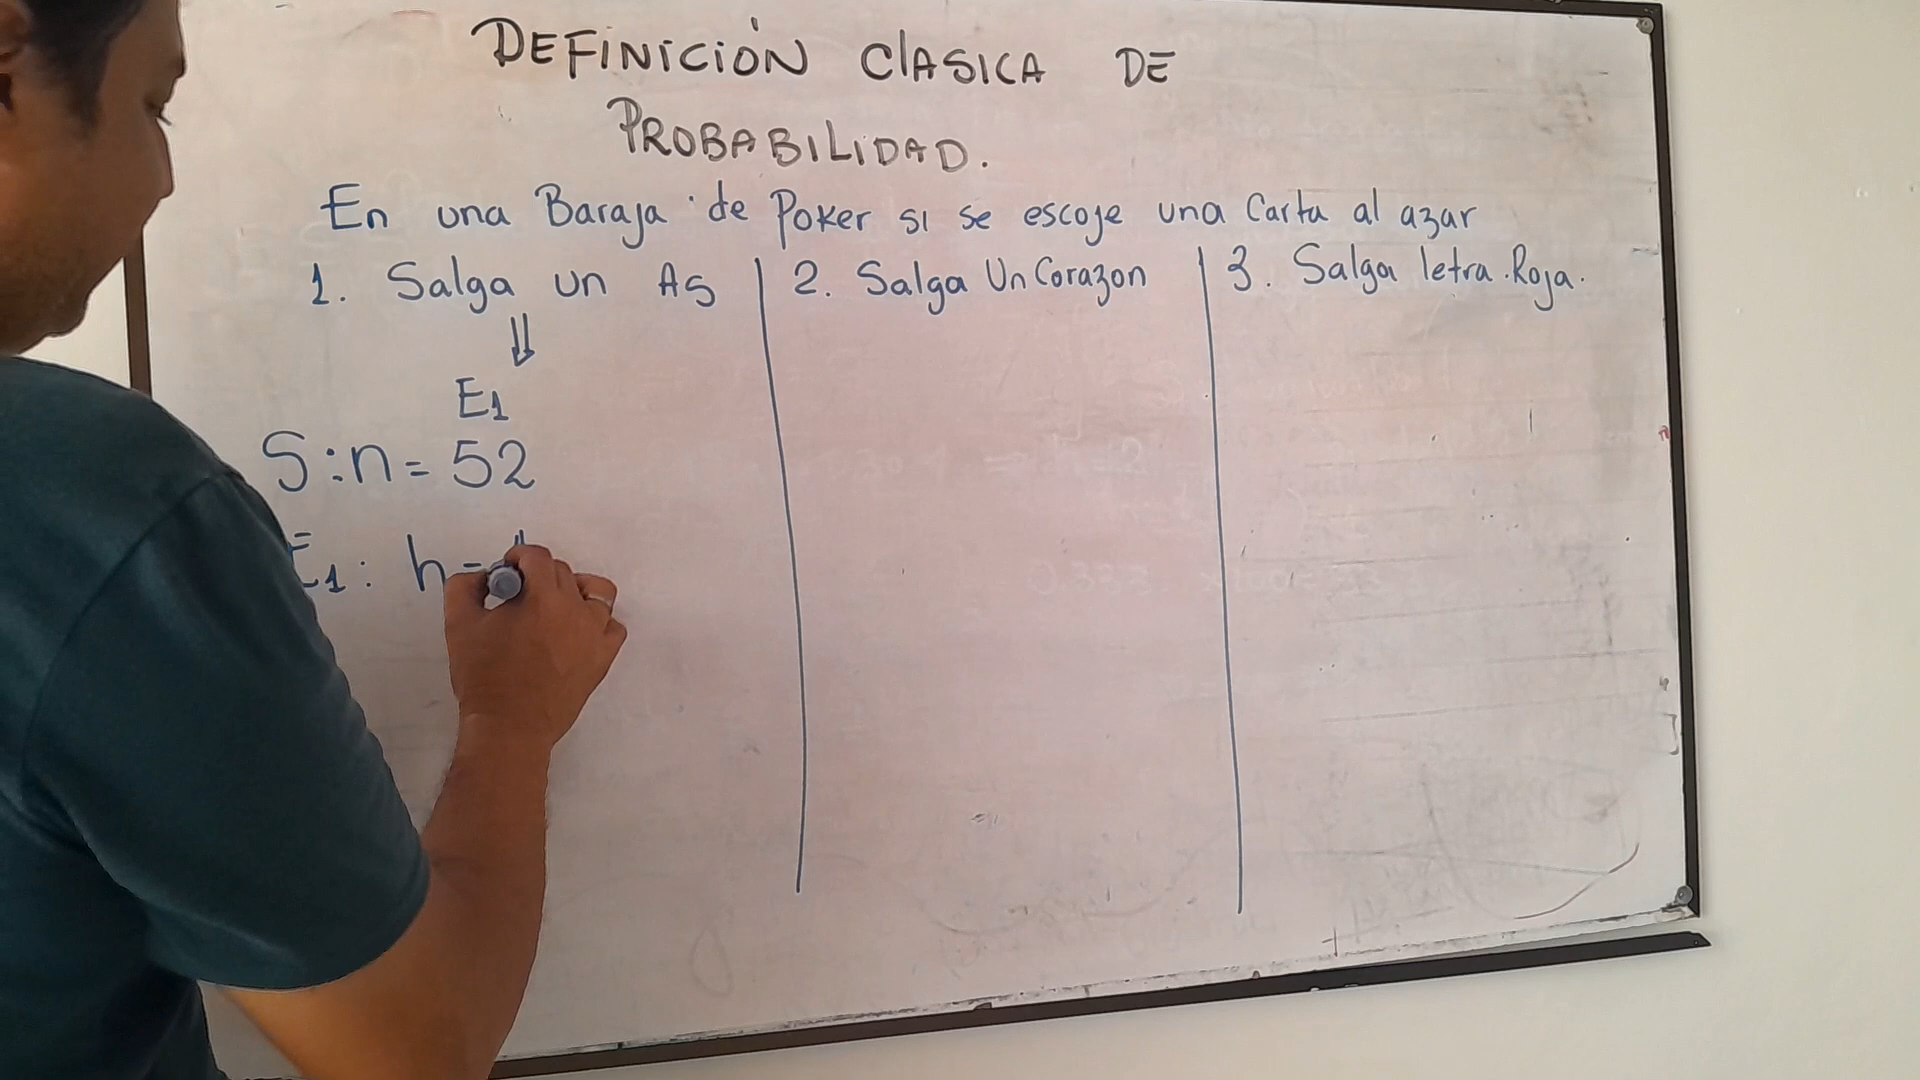 DEFINICIÓN CLASICA DE
PROBABILIDAD.
En una Baraja de Poker si se escoje una Carta al azar
1. Salga un As | 2. Salga Un Corazon | 3. Salga letra Roja.
⇓
E1
S:n=52
E1: h=